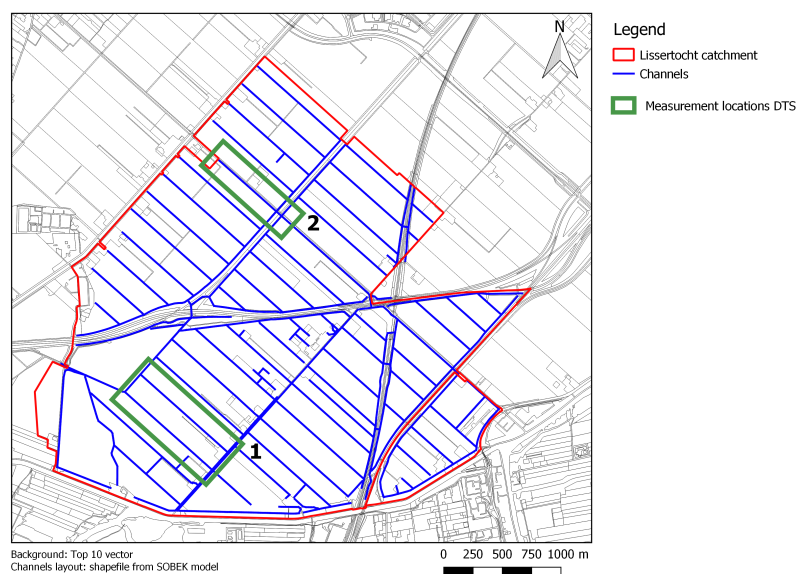 N
Legend
Lissertocht catchment
Channels
Measurement locations DTS
2
1
Background: Top 10 vector
Channels layout: shapefile from SOBEK model
0 250 500 750 1000 m